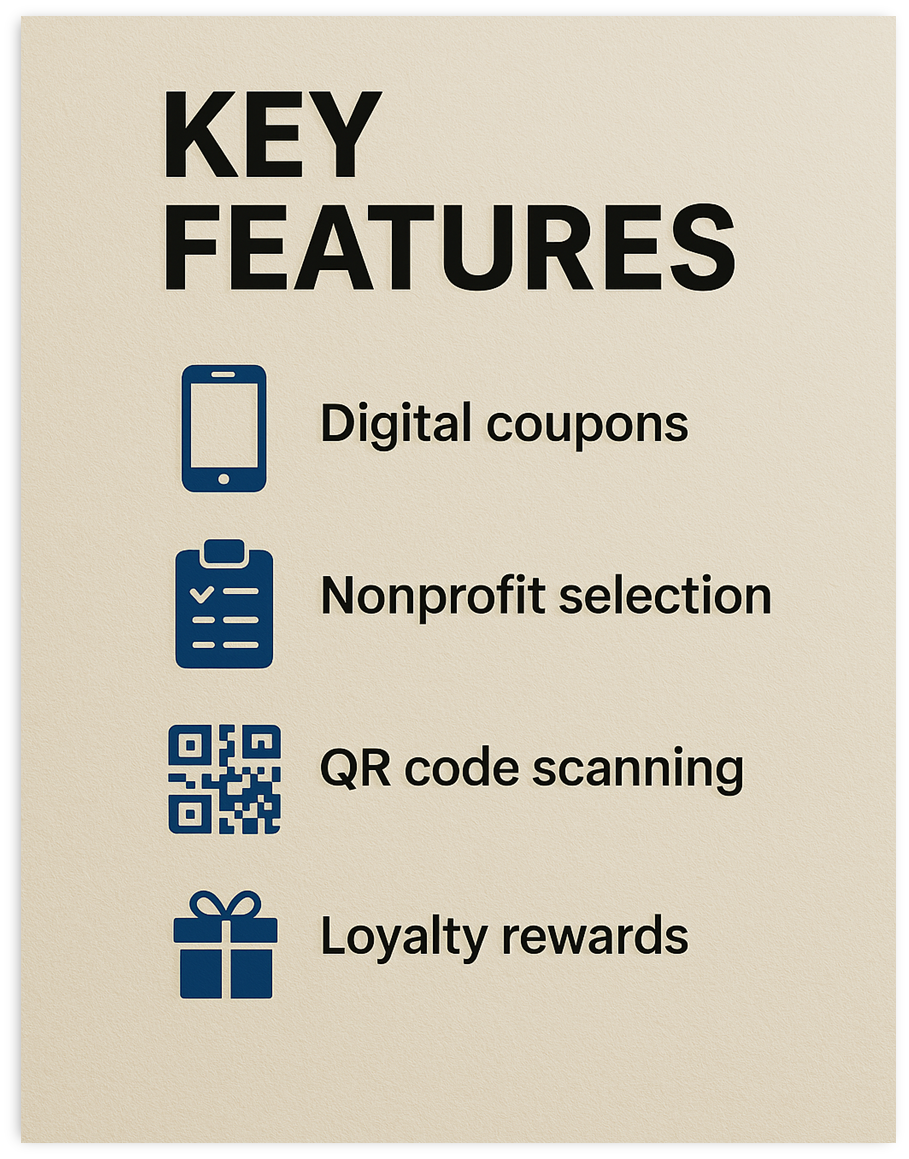 KEY
FEATURES
Digital coupons
Nonprofit selection
QR code scanning
Loyalty rewards